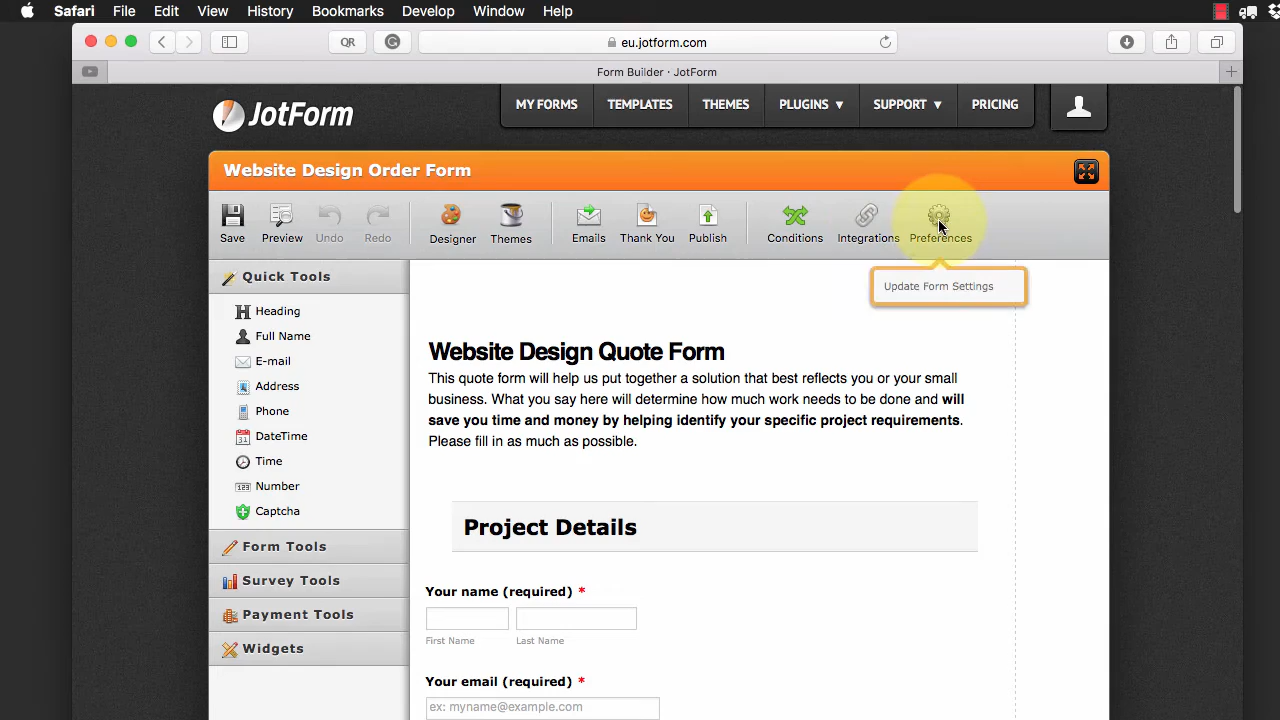 Safari File Edit View History Bookmarks Develop Window Help
QR
eu.jotform.com
Form Builder · JotForm
JotForm
MY FORMS TEMPLATES THEMES PLUGINS ▼ SUPPORT ▼ PRICING
Website Design Order Form
Save Preview Undo Redo Designer Themes Emails Thank You Publish Conditions Integrations Preferences
Update Form Settings
Quick Tools
Heading
Full Name
E-mail
Address
Phone
31 DateTime
Time
123 Number
Captcha
Form Tools
Survey Tools
Payment Tools
Widgets
Website Design Quote Form
This quote form will help us put together a solution that best reflects you or your small
business. What you say here will determine how much work needs to be done and will
save you time and money by helping identify your specific project requirements.
Please fill in as much as possible.
Project Details
Your name (required) *
First Name Last Name
Your email (required) *
ex: myname@example.com